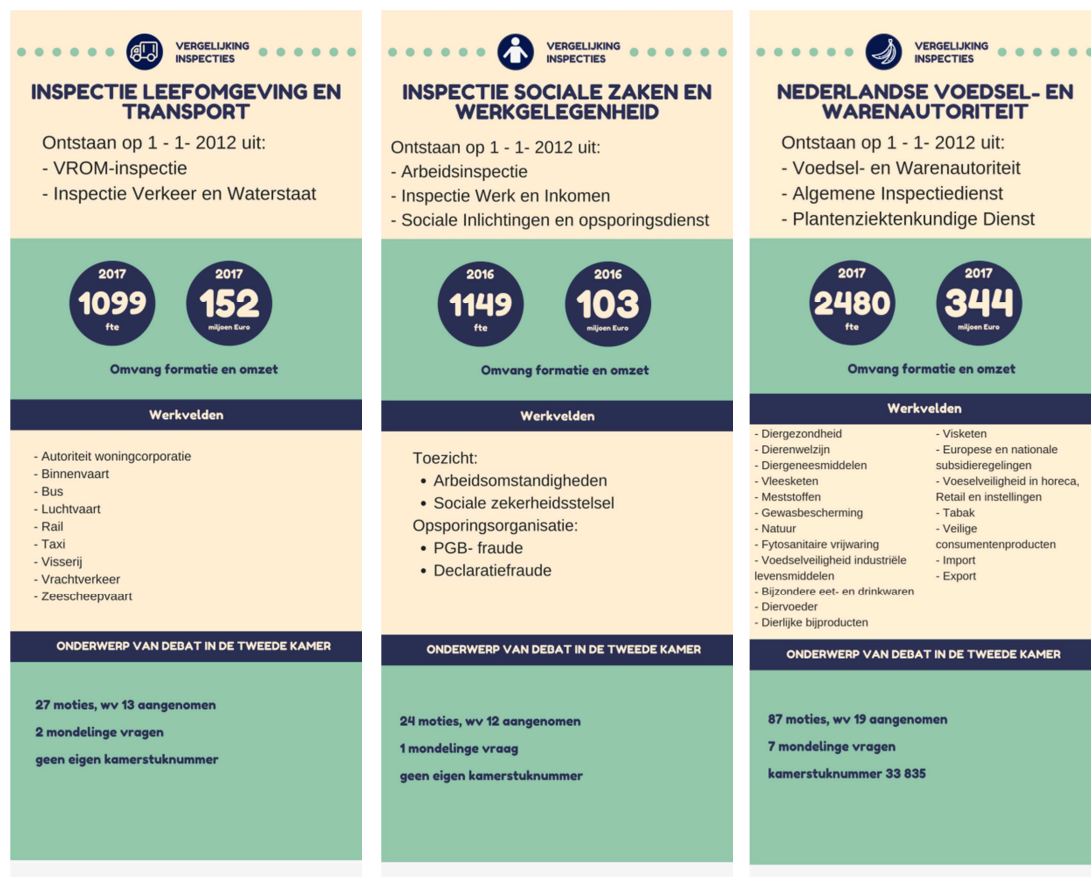 VERGELIJKING
INSPECTIES
INSPECTIE LEEFOMGEVING EN
TRANSPORT
Ontstaan op 1 - 1- 2012 uit:
- VROM-inspectie
- Inspectie Verkeer en Waterstaat
2017
1099
fte
2017
152
miljoen Euro
Omvang formatie en omzet
Werkvelden
- Autoriteit woningcorporatie
- Binnenvaart
- Bus
- Luchtvaart
- Rail
- Taxi
- Visserij
- Vrachtverkeer
- Zeescheepvaart
ONDERWERP VAN DEBAT IN DE TWEEDE KAMER
27 moties, wv 13 aangenomen
2 mondelinge vragen
geen eigen kamerstuknummer
VERGELIJKING
INSPECTIES
INSPECTIE SOCIALE ZAKEN EN
WERKGELEGENHEID
Ontstaan op 1 - 1- 2012 uit:
- Arbeidsinspectie
- Inspectie Werk en Inkomen
- Sociale Inlichtingen en opsporingsdienst
2016
1149
fte
2016
103
miljoen Euro
Omvang formatie en omzet
Werkvelden
Toezicht:
• Arbeidsomstandigheden
• Sociale zekerheidsstelsel
Opsporingsorganisatie:
• PGB- fraude
• Declaratiefraude
ONDERWERP VAN DEBAT IN DE TWEEDE KAMER
24 moties, wv 12 aangenomen
1 mondelinge vraag
geen eigen kamerstuknummer
VERGELIJKING
INSPECTIES
NEDERLANDSE VOEDSEL- EN
WARENAUTORITEIT
Ontstaan op 1 - 1- 2012 uit:
- Voedsel- en Warenautoriteit
- Algemene Inspectiedienst
- Plantenziektenkundige Dienst
2017
2480
fte
2017
344
miljoen Euro
Omvang formatie en omzet
Werkvelden
- Diergezondheid
- Dierenwelzijn
- Diergeneesmiddelen
- Vleesketen
- Meststoffen
- Gewasbescherming
- Natuur
- Fytosanitaire vrijwaring
- Voedselveiligheid industriële
levensmiddelen
- Bijzondere eet- en drinkwaren
- Diervoeder
- Dierlijke bijproducten
- Visketen
- Europese en nationale
subsidieregelingen
- Voeselveiligheid in horeca,
Retail en instellingen
- Tabak
- Veilige
consumentenproducten
- Import
- Export
ONDERWERP VAN DEBAT IN DE TWEEDE KAMER
87 moties, wv 19 aangenomen
7 mondelinge vragen
kamerstuknummer 33 835